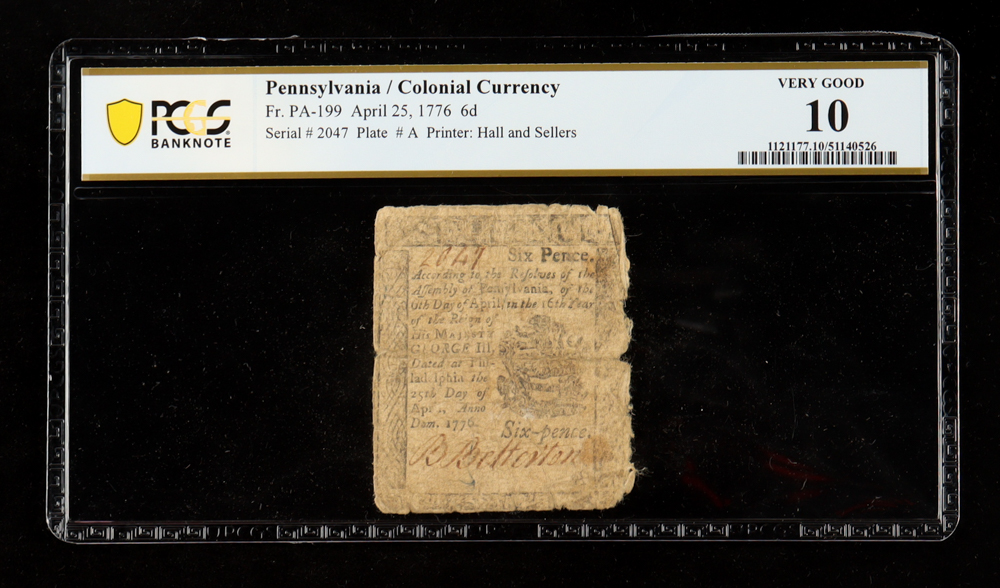 Pennsylvania / Colonial Currency
Fr. PA-199 April 25, 1776 6d
Serial # 2047 Plate # A Printer: Hall and Sellers
PCGS
BANKNOTE
VERY GOOD
10
1121177.10/51140526
2047 Six Pence.
According to the Resolves of the
Assembly of Pennsylvania, of the
6th Day of April, in the 16th Year
of the Reign of
His MAJESTY
GEORGE III.
Dated at Phi-
ladelphia the
25th Day of
Apr Anno
Dom. 1776.
Six-pence.
B Betterton